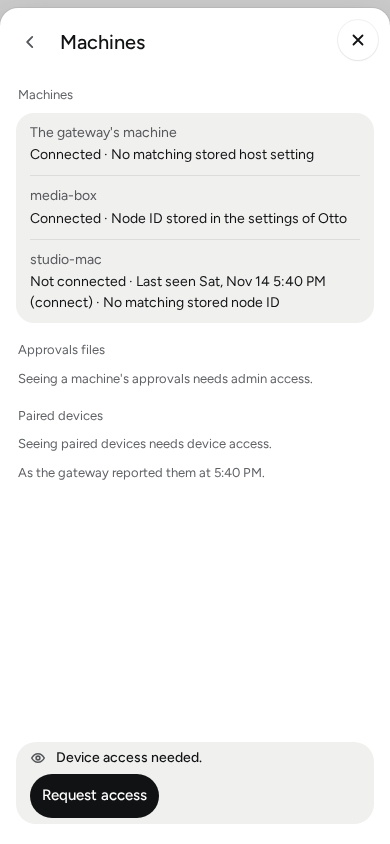 Machines
Machines
The gateway's machine
Connected · No matching stored host setting
media-box
Connected · Node ID stored in the settings of Otto
studio-mac
Not connected · Last seen Sat, Nov 14 5:40 PM
(connect) · No matching stored node ID
Approvals files
Seeing a machine's approvals needs admin access.
Paired devices
Seeing paired devices needs device access.
As the gateway reported them at 5:40 PM.
Device access needed.
Request access